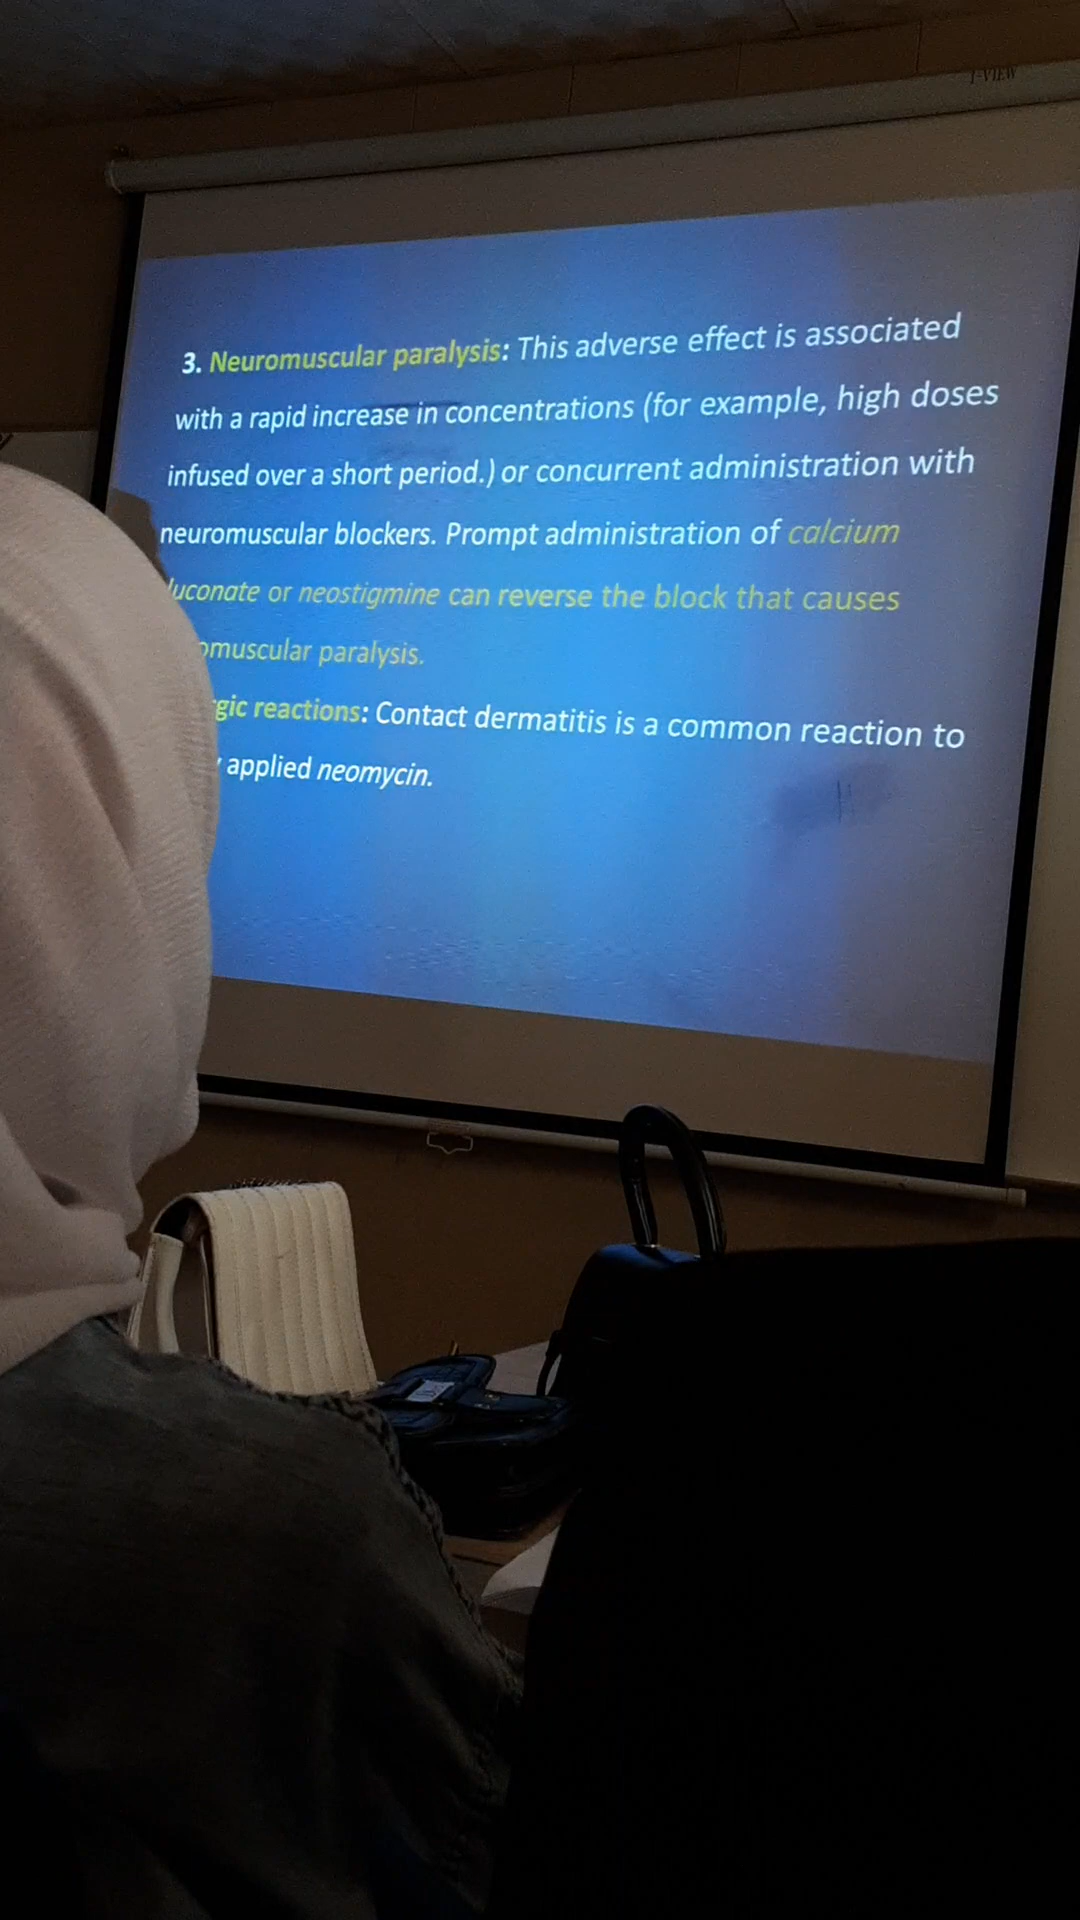 3. Neuromuscular paralysis: This adverse effect is associated
with a rapid increase in concentrations (for example, high doses
infused over a short period.) or concurrent administration with
neuromuscular blockers. Prompt administration of calcium
luconate or neostigmine can reverse the block that causes
omuscular paralysis.
gic reactions: Contact dermatitis is a common reaction to
applied neomycin.